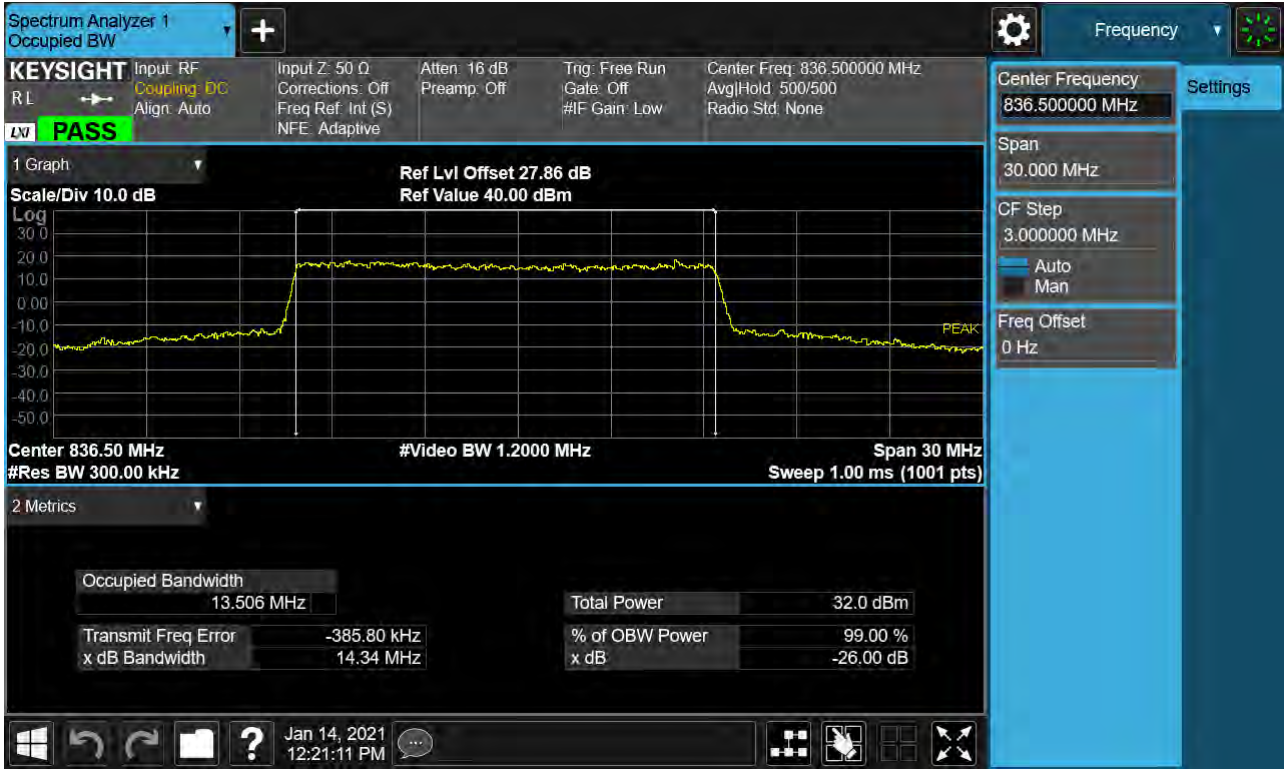 Spectrum Analyzer 1
Occupied BW
Frequency
KEYSIGHT
RL
LXI
PASS
Input: RF
Coupling: DC
Align: Auto
Input Z: 50 Ω
Corrections: Off
Freq Ref: Int (S)
NFE: Adaptive
Atten: 16 dB
Preamp: Off
Trig: Free Run
Gate: Off
#IF Gain: Low
Center Freq: 836.500000 MHz
Avg|Hold: 500/500
Radio Std: None
Center Frequency
836.500000 MHz
Settings
Span
30.000 MHz
CF Step
3.000000 MHz
Auto
Man
Freq Offset
0 Hz
1 Graph
Scale/Div 10.0 dB
Ref Lvl Offset 27.86 dB
Ref Value 40.00 dBm
Log
30.0
20.0
10.0
0.00
-10.0
-20.0
-30.0
-40.0
-50.0
PEAK
Center 836.50 MHz
#Video BW 1.2000 MHz
Span 30 MHz
#Res BW 300.00 kHz
Sweep 1.00 ms (1001 pts)
2 Metrics
Occupied Bandwidth
13.506 MHz
Total Power 32.0 dBm
Transmit Freq Error -385.80 kHz
% of OBW Power 99.00 %
x dB Bandwidth 14.34 MHz
x dB -26.00 dB
?
Jan 14, 2021
12:21:11 PM